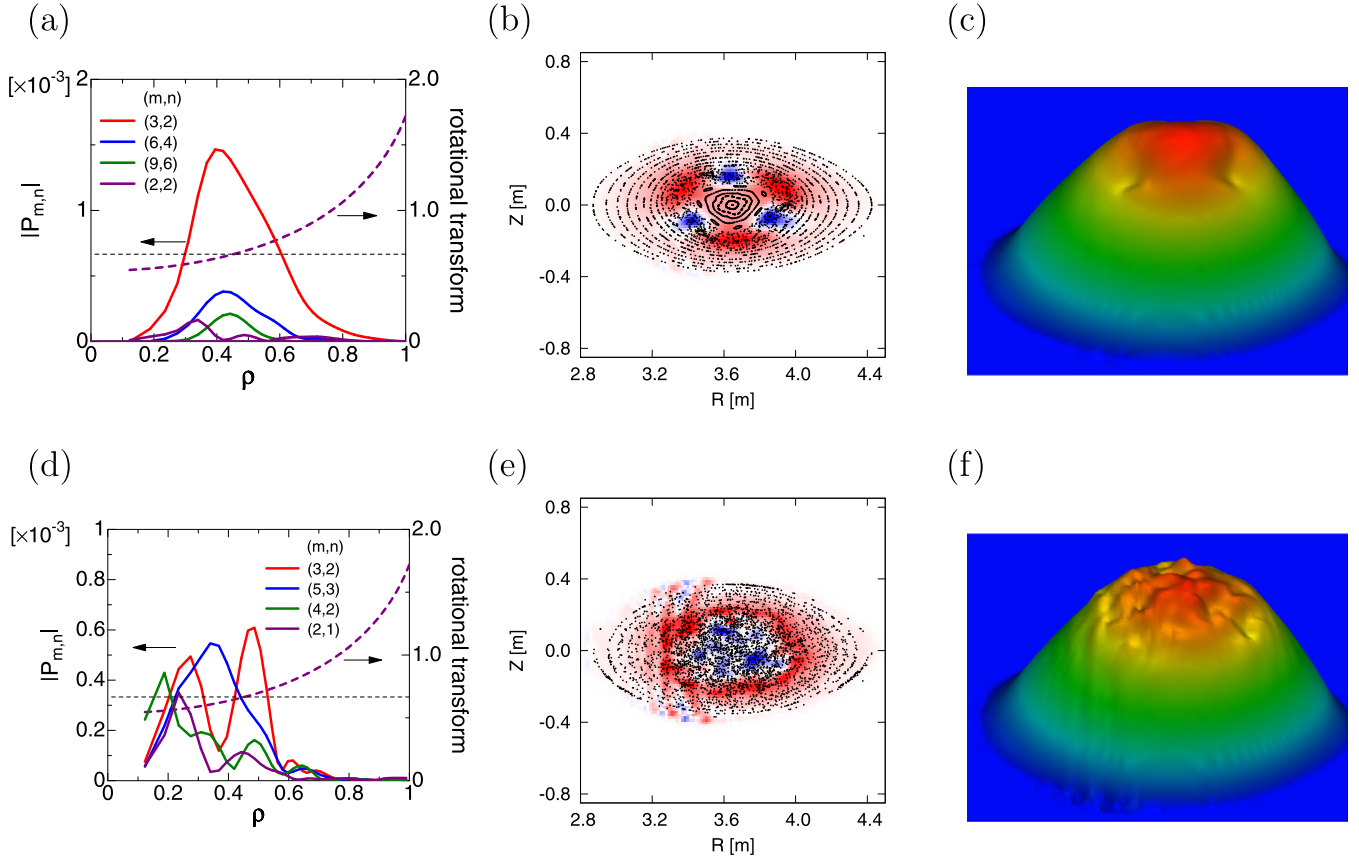 (a)
[×10⁻³]
2
1
0
|P_{m,n}|
(m,n)
(3,2)
(6,4)
(9,6)
(2,2)
2.0
1.0
0
rotational transform
0 0.2 0.4 0.6 0.8 1
ρ
(b)
0.8
0.4
0.0
-0.4
-0.8
Z [m]
2.8 3.2 3.6 4.0 4.4
R [m]
(c)
(d)
[×10⁻³]
1
0.8
0.6
0.4
0.2
0
|P_{m,n}|
(m,n)
(3,2)
(5,3)
(4,2)
(2,1)
2.0
1.0
0
rotational transform
0 0.2 0.4 0.6 0.8 1
ρ
(e)
0.8
0.4
0.0
-0.4
-0.8
Z [m]
2.8 3.2 3.6 4.0 4.4
R [m]
(f)